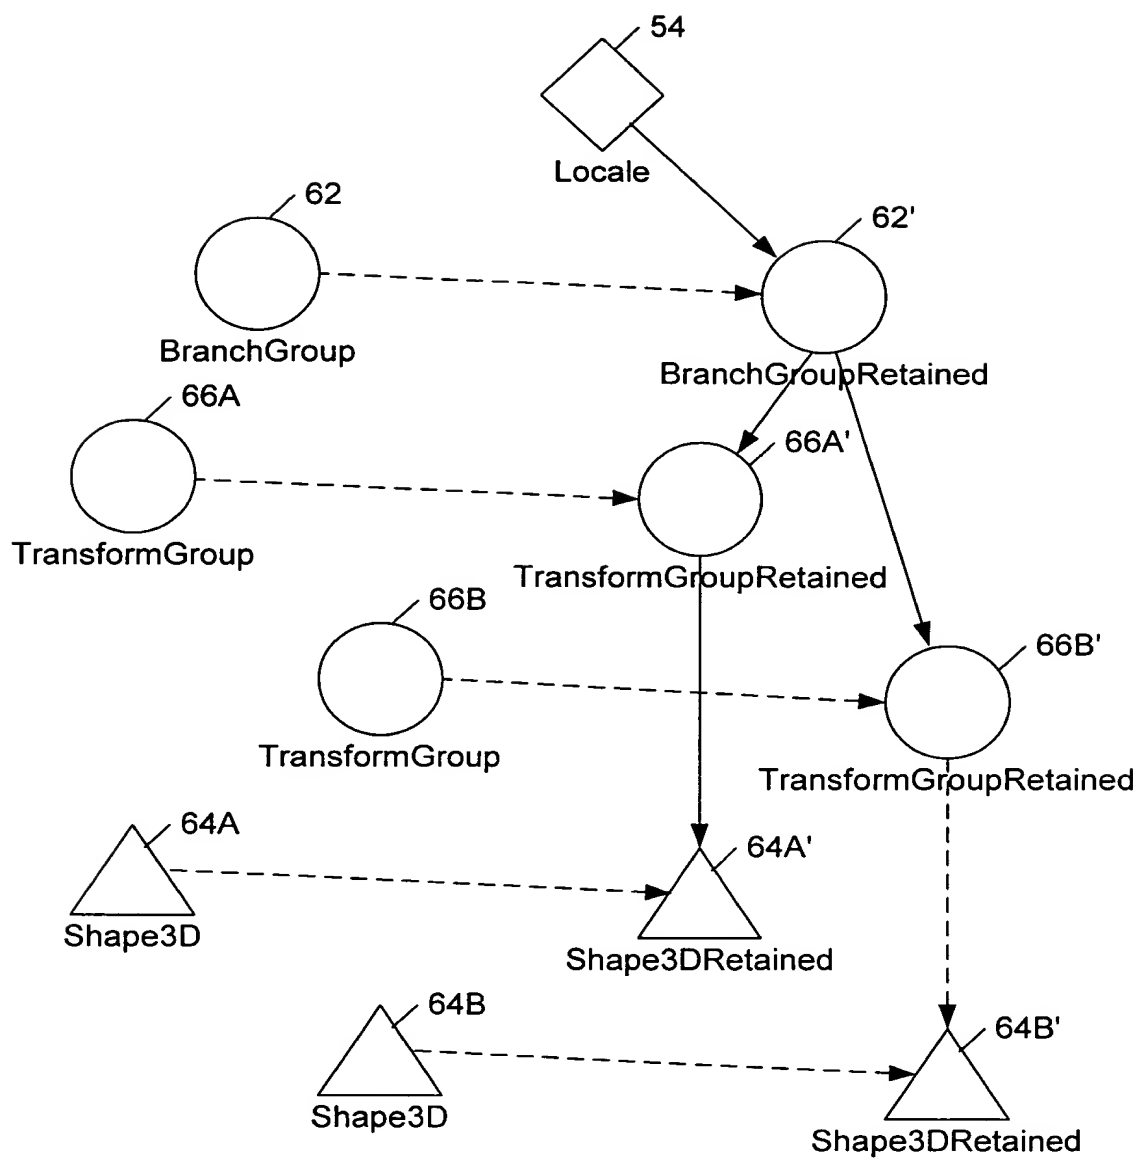 54
Locale
62
62'
BranchGroup
BranchGroupRetained
66A
66A'
TransformGroup
TransformGroupRetained
66B
66B'
TransformGroup
TransformGroupRetained
64A
64A'
Shape3D
Shape3DRetained
64B
64B'
Shape3D
Shape3DRetained